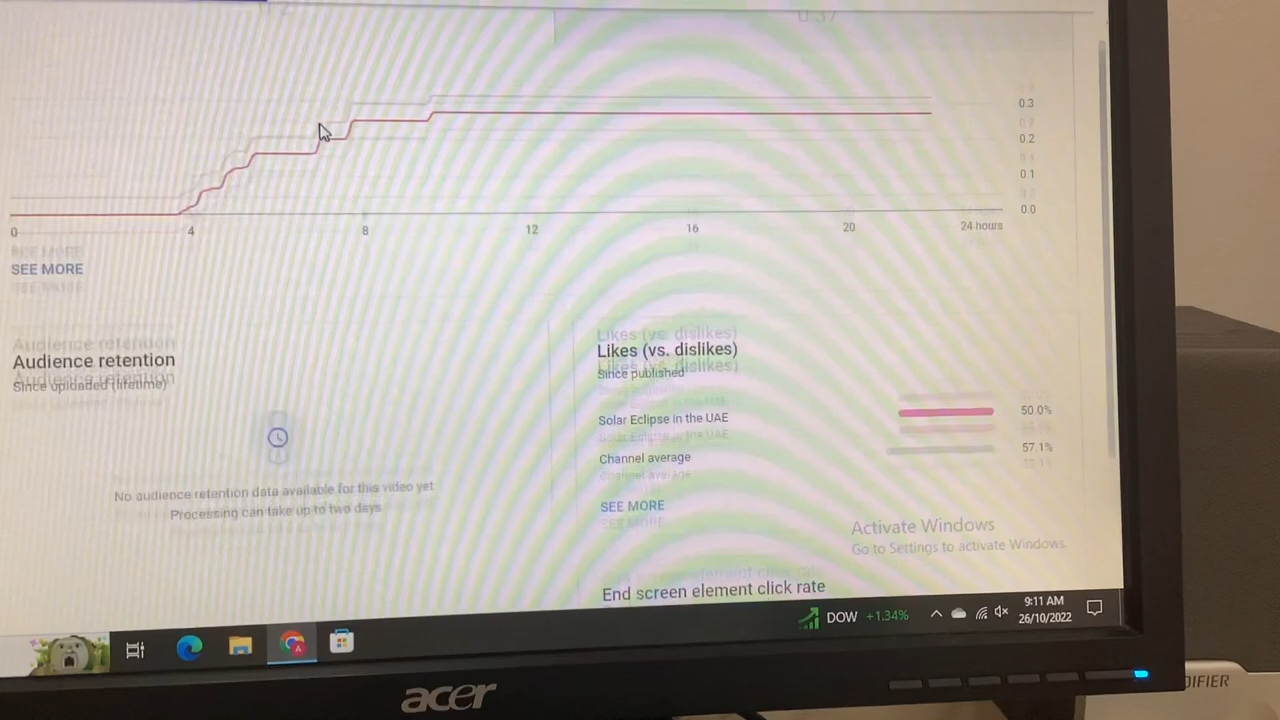 0.37
0.3
0.2
0.1
0.0
0 4 8 12 16 20 24 hours
SEE MORE
Audience retention
Since uploaded (lifetime)
No audience retention data available for this video yet
Processing can take up to two days
Likes (vs. dislikes)
Since published
Solar Eclipse in the UAE 50.0%
Channel average 57.1%
SEE MORE
End screen element click rate
Activate Windows
Go to Settings to activate Windows.
DOW +1.34%
9:11 AM
26/10/2022
acer